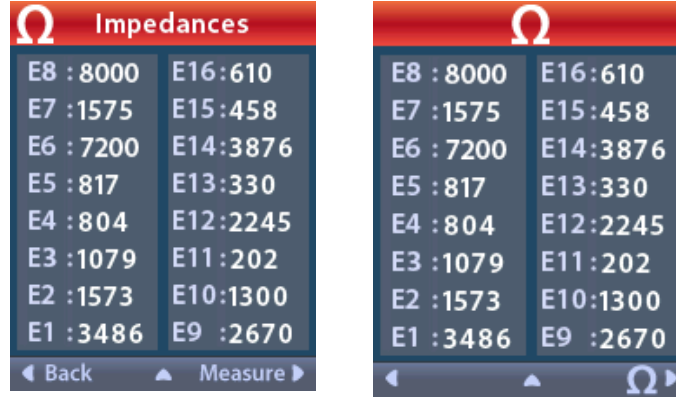 Ω Impedances
E8 : 8000 E16: 610
E7 : 1575 E15: 458
E6 : 7200 E14: 3876
E5 : 817 E13: 330
E4 : 804 E12: 2245
E3 : 1079 E11: 202
E2 : 1573 E10: 1300
E1 : 3486 E9 : 2670
Back Measure
Ω
E8 : 8000 E16: 610
E7 : 1575 E15: 458
E6 : 7200 E14: 3876
E5 : 817 E13: 330
E4 : 804 E12: 2245
E3 : 1079 E11: 202
E2 : 1573 E10: 1300
E1 : 3486 E9 : 2670
Ω